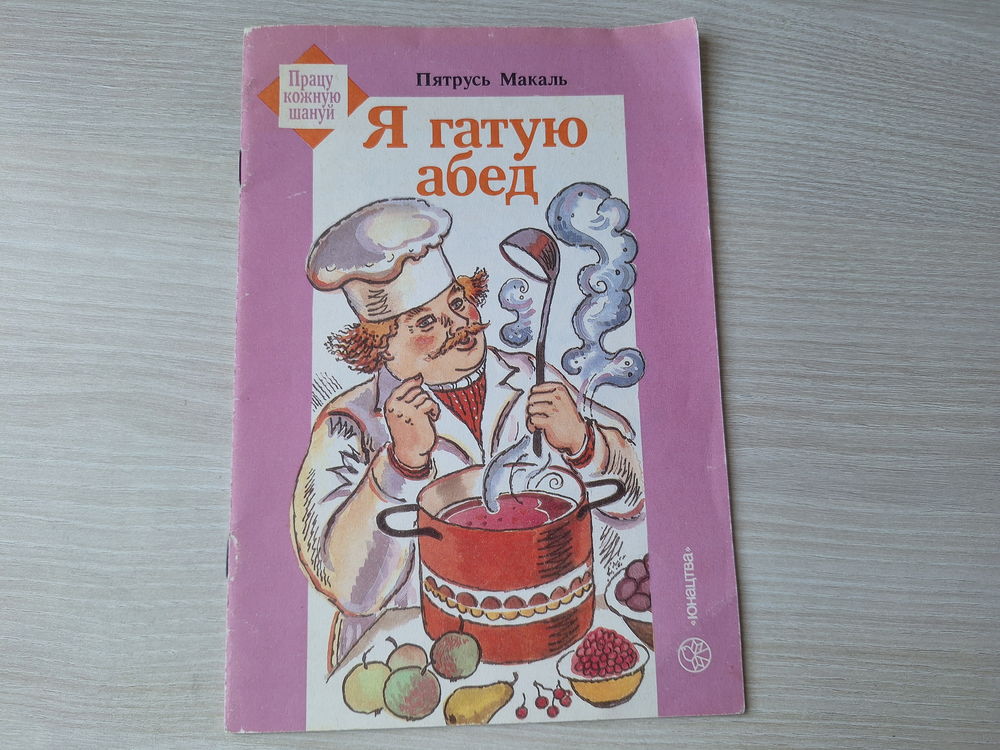 Працу
кожную
шануй
Пятрусь Макаль
Я гатую
абед
«юнацтва»